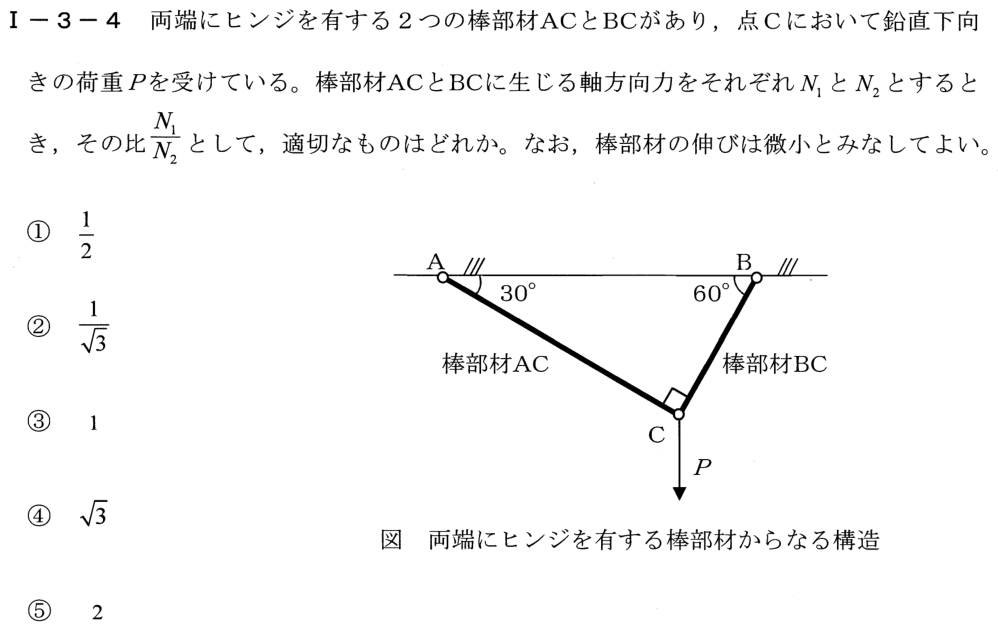 Ⅰ－３－４　両端にヒンジを有する２つの棒部材ACとBCがあり，点Cにおいて鉛直下向
きの荷重Pを受けている。棒部材ACとBCに生じる軸方向力をそれぞれN₁とN₂とすると
き，その比N₁/N₂として，適切なものはどれか。なお，棒部材の伸びは微小とみなしてよい。
① 1/2
② 1/√3
③ 1
④ √3
⑤ 2
A
B
30°
60°
棒部材AC
棒部材BC
C
P
図　両端にヒンジを有する棒部材からなる構造